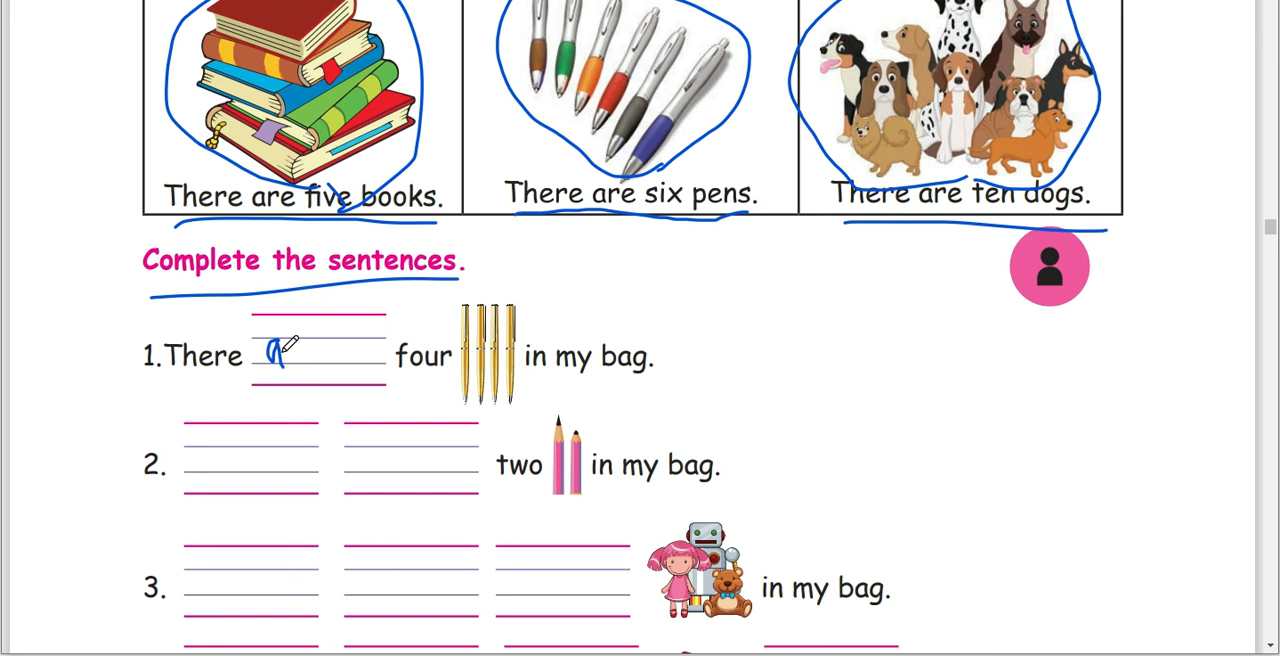 There are five books.
There are six pens.
There are ten dogs.
Complete the sentences.
1.There a four in my bag.
2. two in my bag.
3. in my bag.